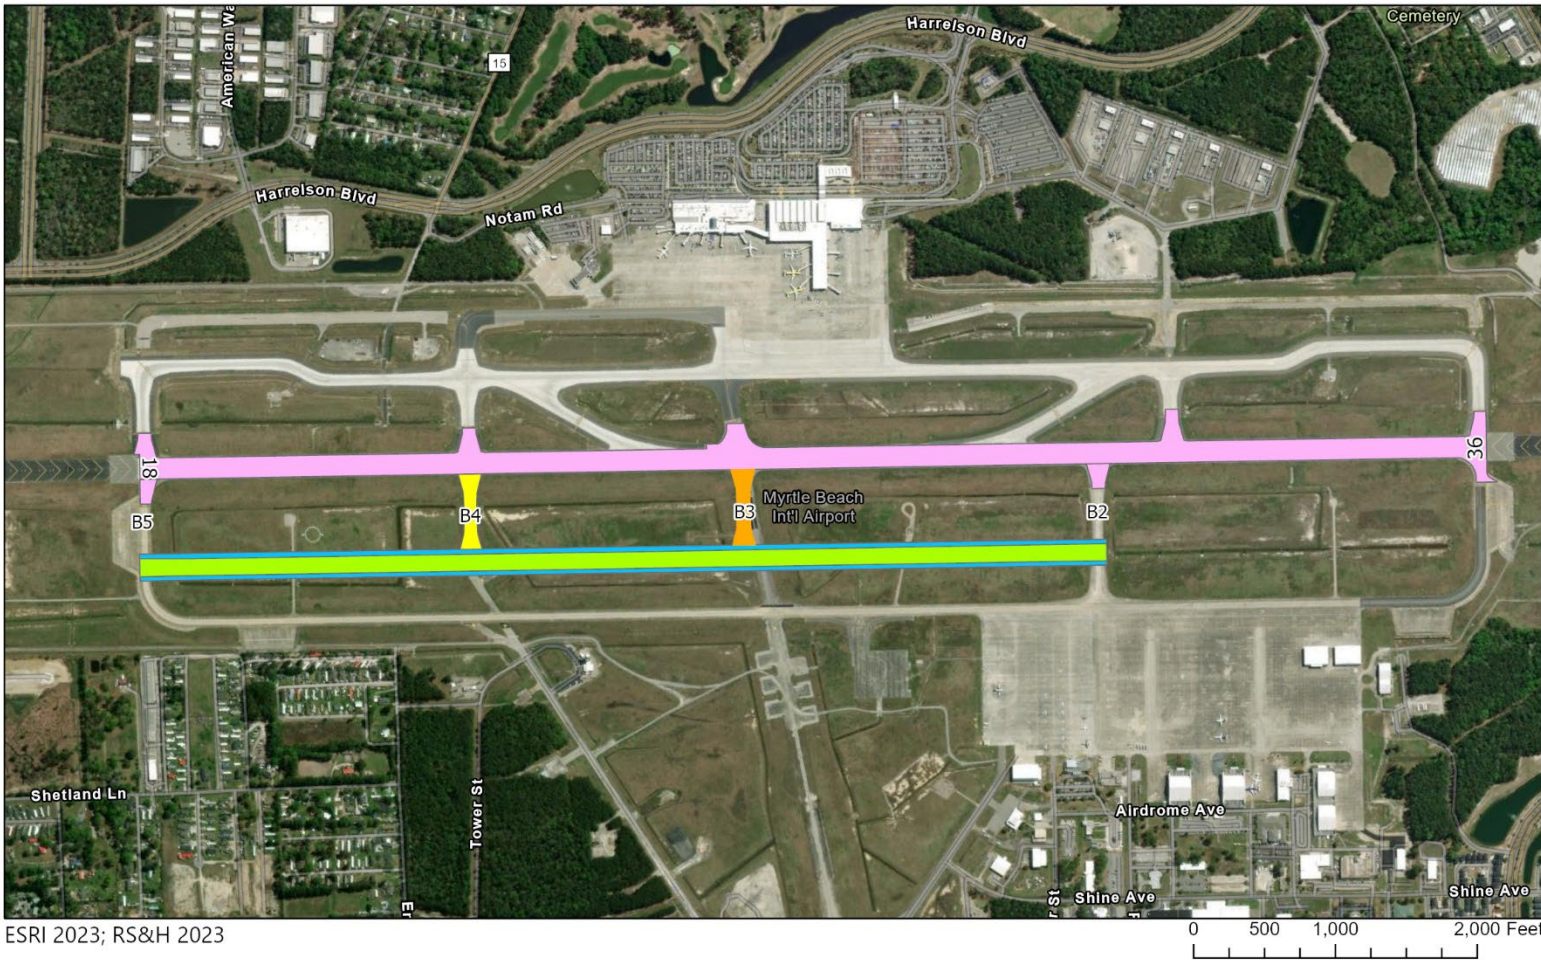 Cemetery
Harrelson Blvd
American Wa
15
Harrelson Blvd
Notam Rd
18
36
B5
B4
B3
Myrtle Beach
Int'l Airport
B2
Shetland Ln
Tower St
Airdrome Ave
Er
r St
Shine Ave
F
Shine Ave
ESRI 2023; RS&H 2023
0 500 1,000 2,000 Feet